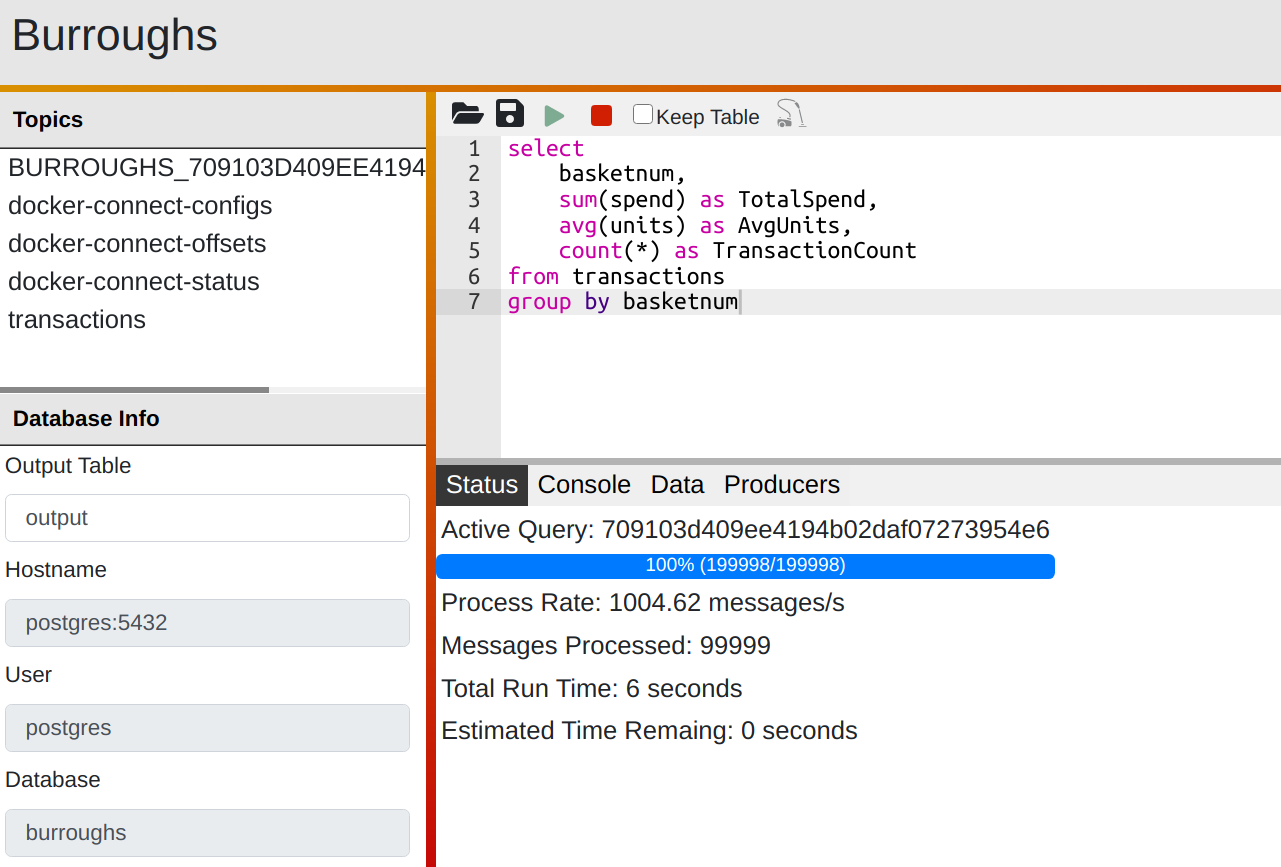 Burroughs
Topics
BURROUGHS_709103D409EE4194
docker-connect-configs
docker-connect-offsets
docker-connect-status
transactions
Database Info
Output Table
output
Hostname
postgres:5432
User
postgres
Database
burroughs
Keep Table
1 select
2 basketnum,
3 sum(spend) as TotalSpend,
4 avg(units) as AvgUnits,
5 count(*) as TransactionCount
6 from transactions
7 group by basketnum
Status Console Data Producers
Active Query: 709103d409ee4194b02daf07273954e6
100% (199998/199998)
Process Rate: 1004.62 messages/s
Messages Processed: 99999
Total Run Time: 6 seconds
Estimated Time Remaing: 0 seconds